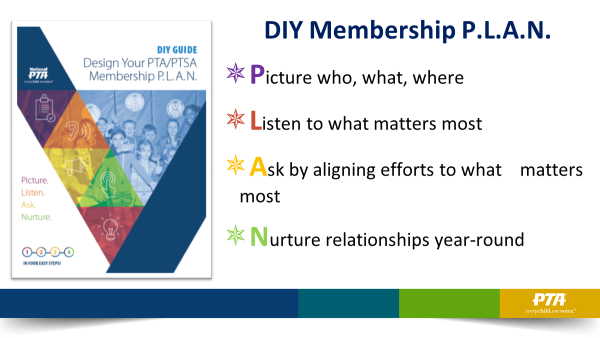 DIY Membership P.L.A.N.
National
PTA
everychild.onevoice.
DIY GUIDE
Design Your PTA/PTSA
Membership P.L.A.N.
Picture.
Listen.
Ask.
Nurture.
1 2 3 4
IN FOUR EASY STEPS!
Picture who, what, where
Listen to what matters most
Ask by aligning efforts to what matters
most
Nurture relationships year-round
PTA
everychild.onevoice.